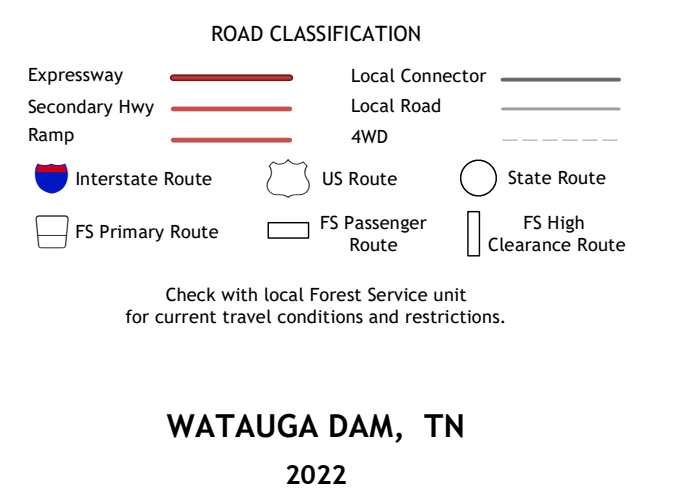 ROAD CLASSIFICATION
Expressway
Local Connector
Secondary Hwy
Local Road
Ramp
4WD
Interstate Route
US Route
State Route
FS Primary Route
FS Passenger
Route
FS High
Clearance Route
Check with local Forest Service unit
for current travel conditions and restrictions.
WATAUGA DAM, TN
2022